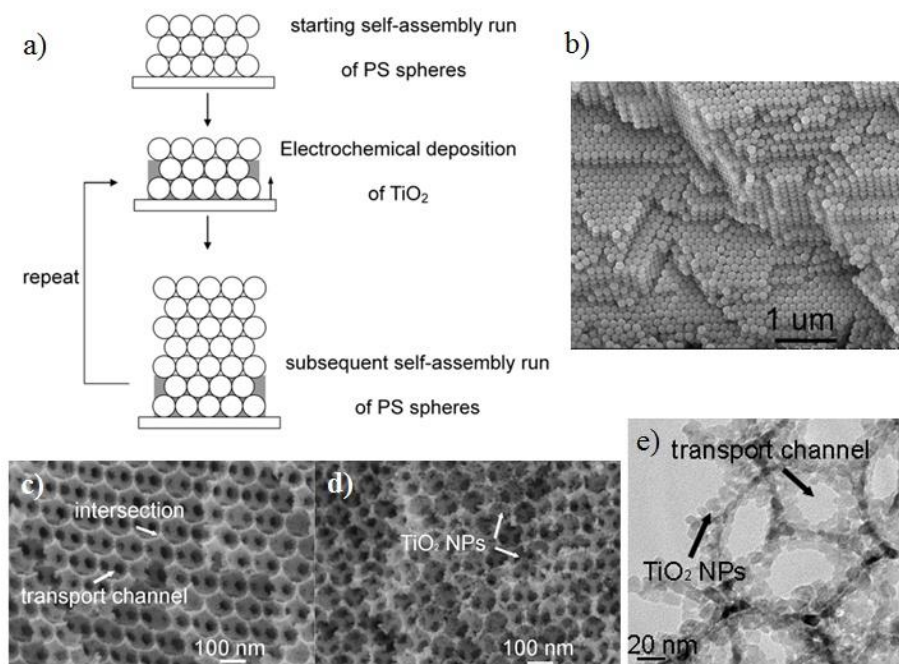 a)
starting self-assembly run
of PS spheres
Electrochemical deposition
of TiO₂
repeat
subsequent self-assembly run
of PS spheres
b)
1 um
c)
intersection
transport channel
100 nm
d)
TiO₂ NPs
100 nm
e)
transport channel
TiO₂ NPs
20 nm